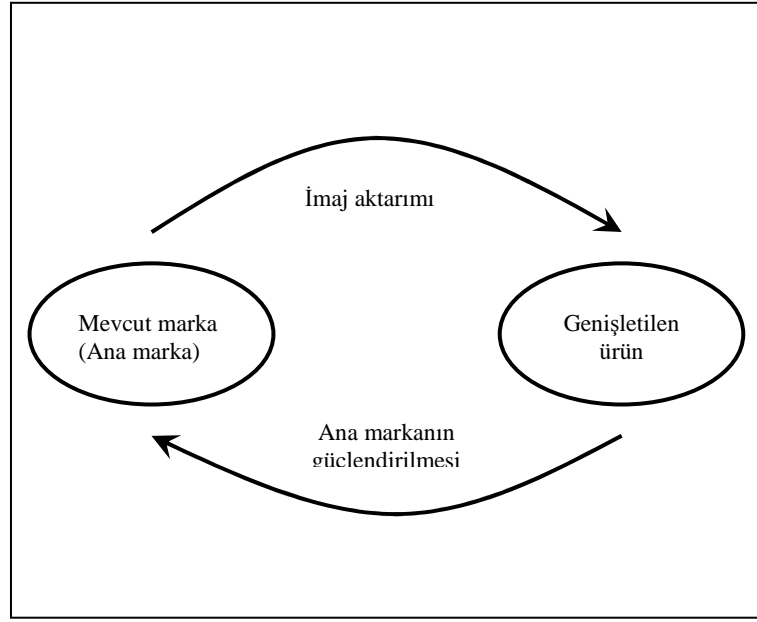 İmaj aktarımı
Mevcut marka
(Ana marka)
Genişletilen
ürün
Ana markanın
güçlendirilmesi